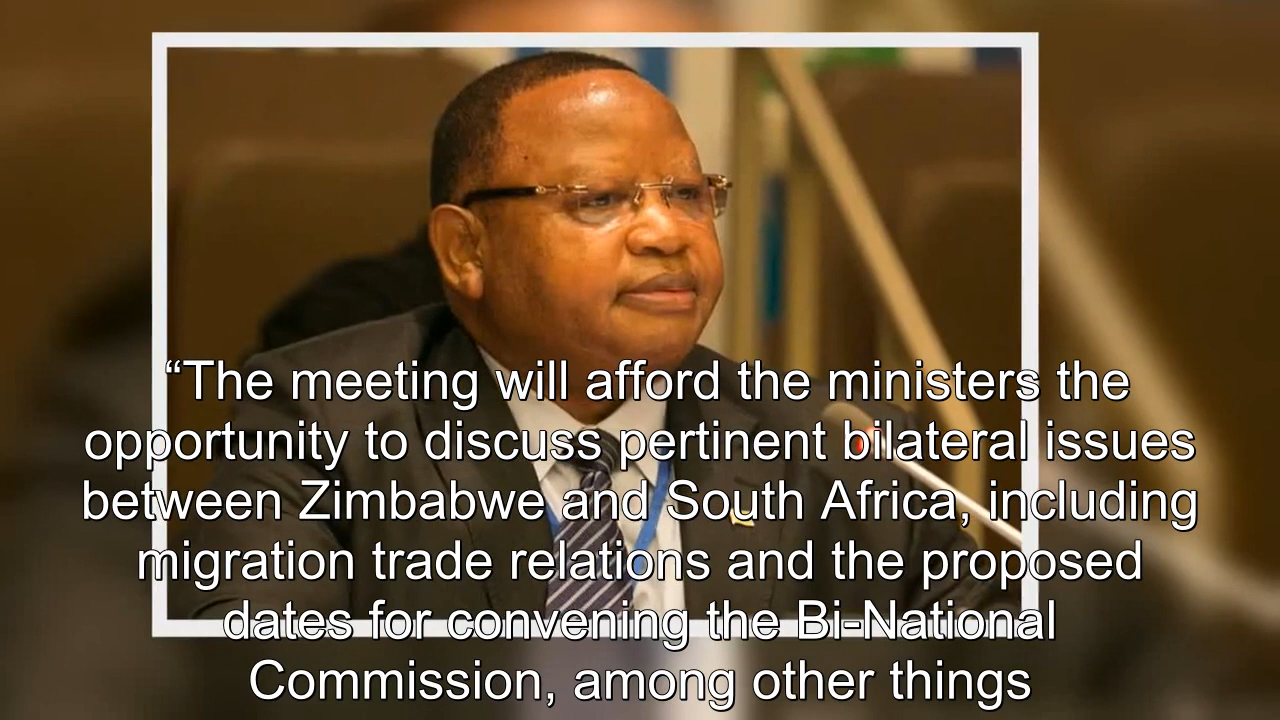 “The meeting will afford the ministers the
opportunity to discuss pertinent bilateral issues
between Zimbabwe and South Africa, including
migration trade relations and the proposed
dates for convening the Bi-National
Commission, among other things